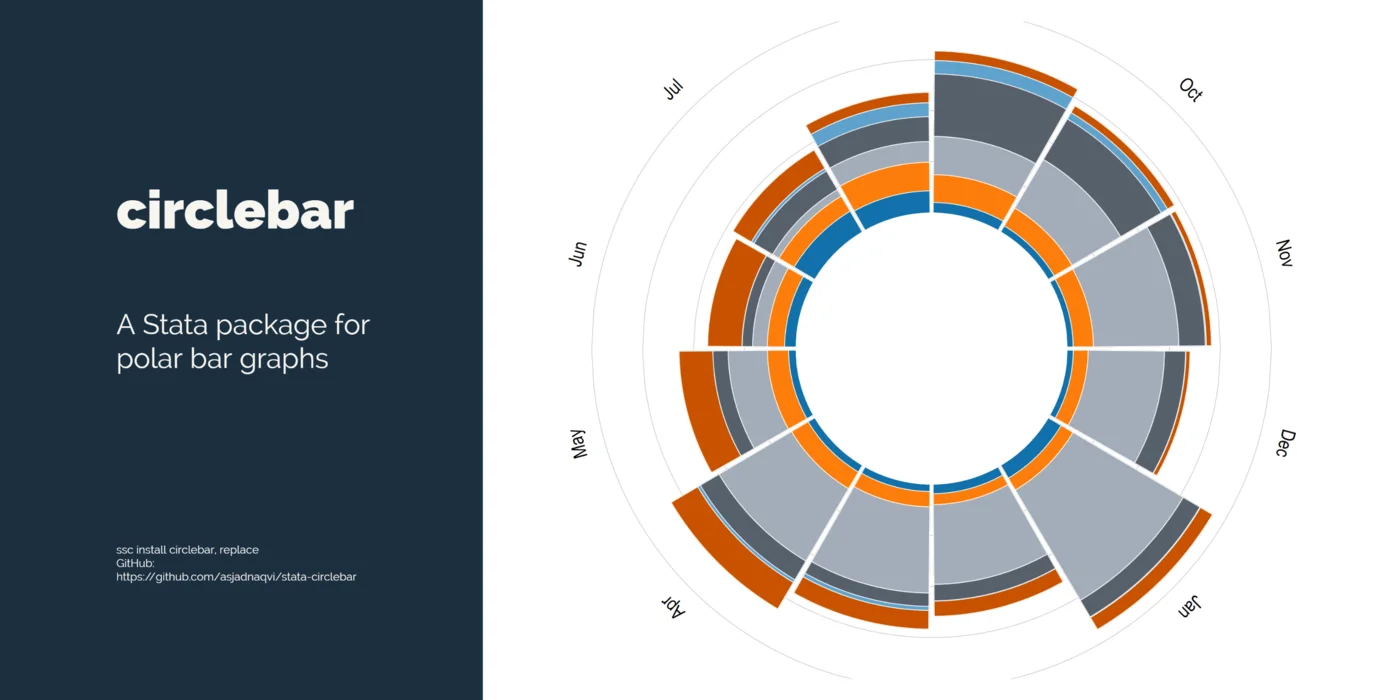 circlebar
A Stata package for
polar bar graphs
ssc install circlebar, replace
GitHub:
https://github.com/asjadnaqvi/stata-circlebar
Jul
Oct
Jun
Nov
May
Dec
Apr
Jan